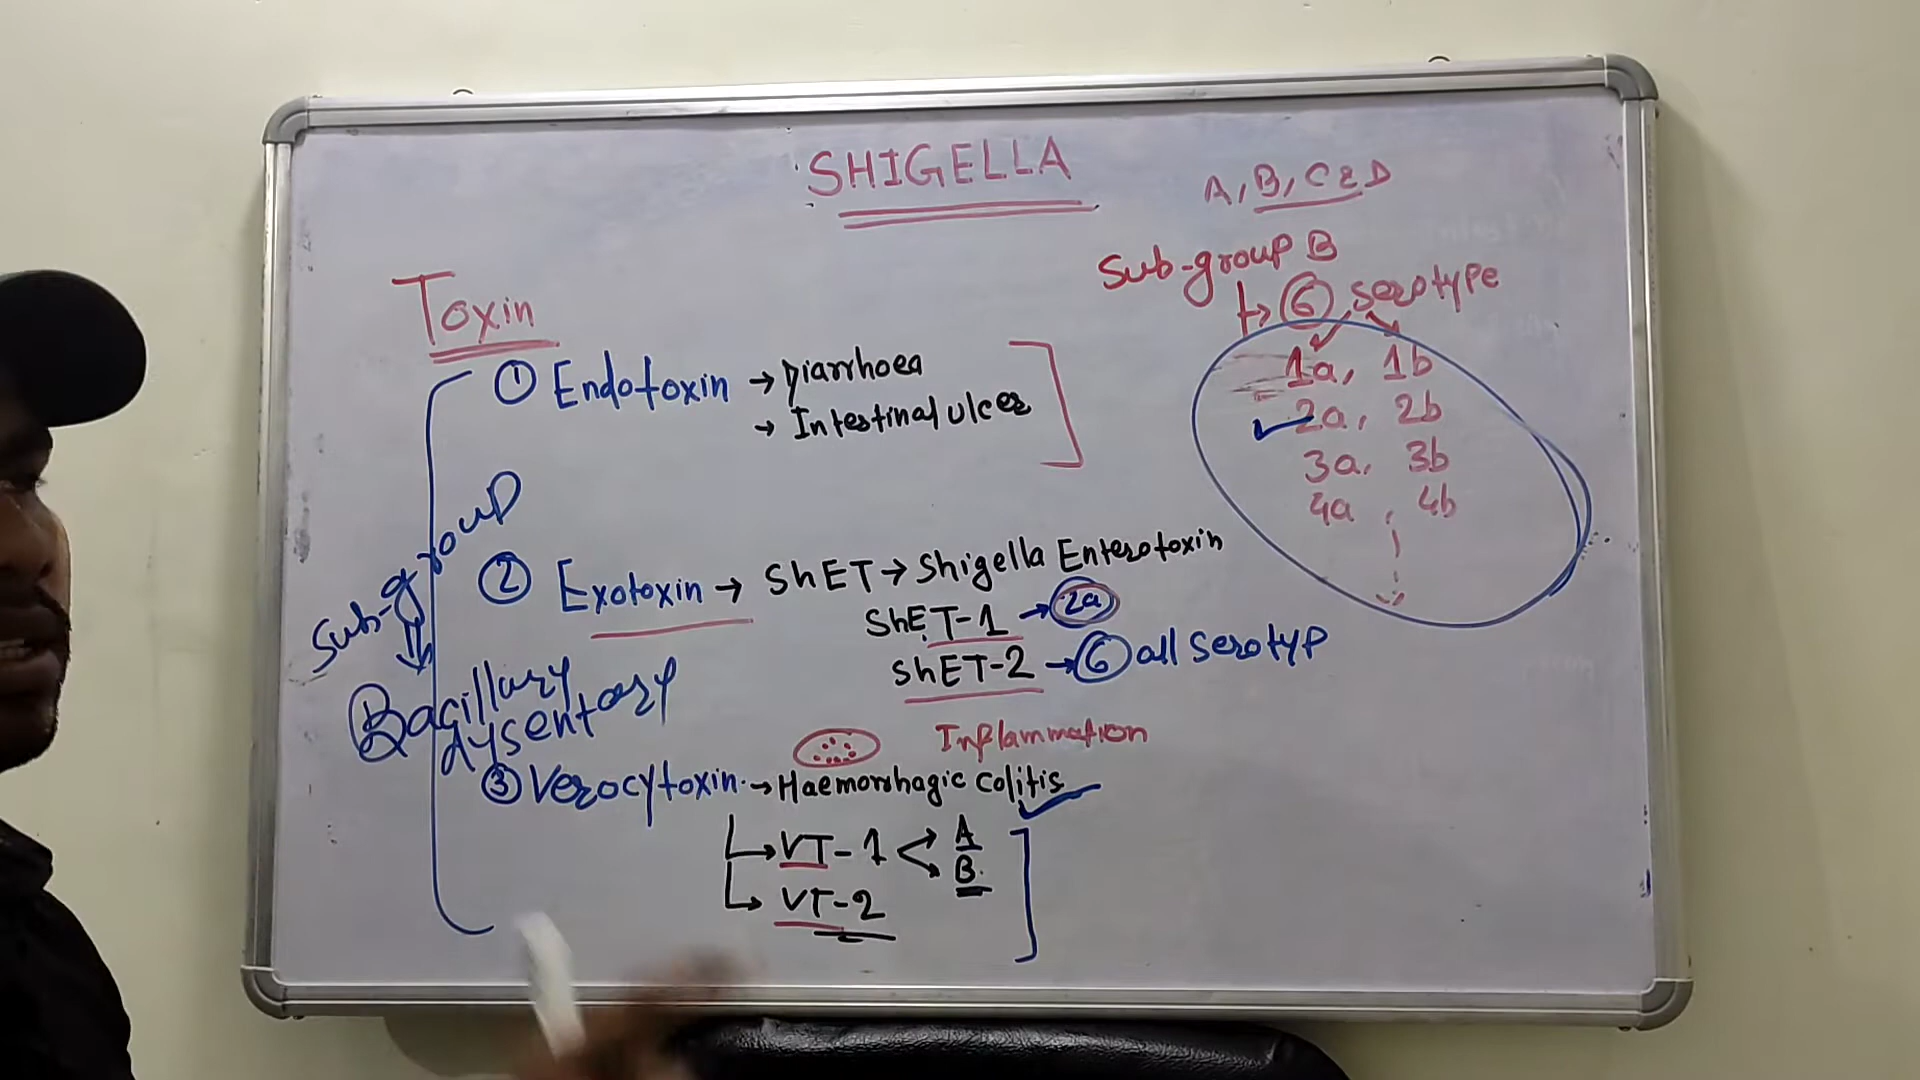 SHIGELLA
A, B, C & D
Sub-group B
→ 6 serotype
1a, 1b
2a, 2b
3a, 3b
4a, 4b
Toxin
① Endotoxin → Diarrhoea
→ Intestinal ulcer
② Exotoxin → ShET → Shigella Enterotoxin
ShET-1 → 2a
ShET-2 → 6 all serotyp
Sub-group
Bacillary
dysentary
Inflammation
③ Verocytoxin. → Haemorrhagic colitis
→ VT-1 < A
B.
→ VT-2